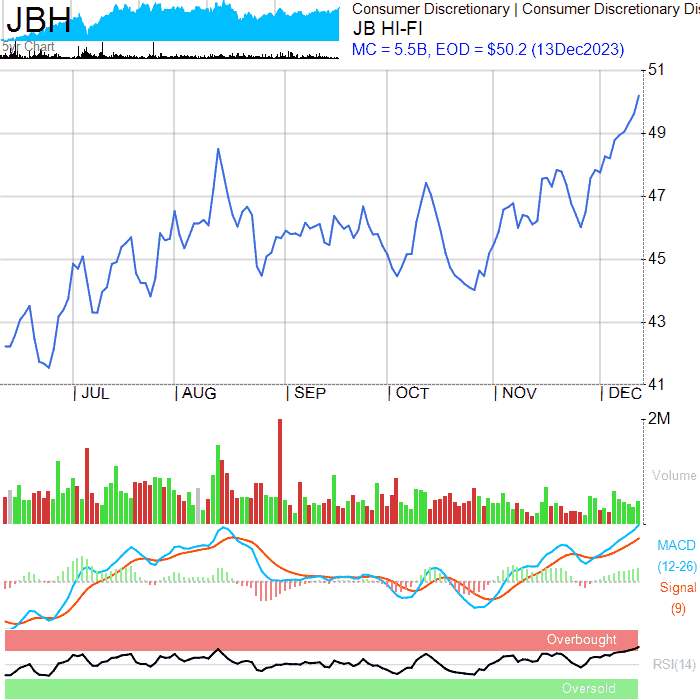 JBH
5yr Chart
Consumer Discretionary | Consumer Discretionary Dis
JB HI-FI
MC = 5.5B, EOD = $50.2 (13Dec2023)
51
49
47
45
43
41
| JUL | AUG | SEP | OCT | NOV | DEC
2M
Volume
MACD
(12-26)
Signal
(9)
Overbought
RSI(14)
Oversold